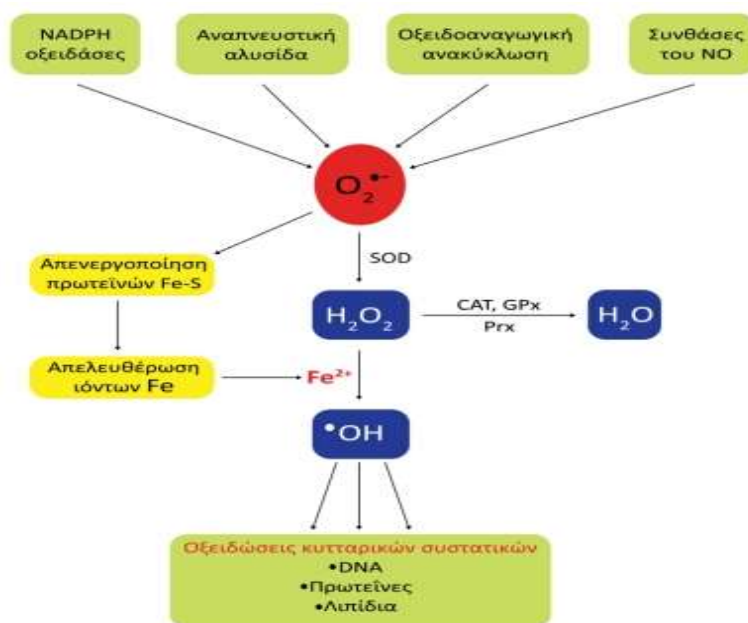 NADPH
οξειδάσες
Αναπνευστική
αλυσίδα
Οξειδοαναγωγική
ανακύκλωση
Συνθάσες
του NO
O₂•−
SOD
Απενεργοποίηση
πρωτεϊνών Fe-S
H₂O₂
CAT, GPx
Prx
H₂O
Απελευθέρωση
ιόντων Fe
Fe²⁺
•OH
Οξειδώσεις κυτταρικών συστατικών
•DNA
•Πρωτεΐνες
•Λιπίδια